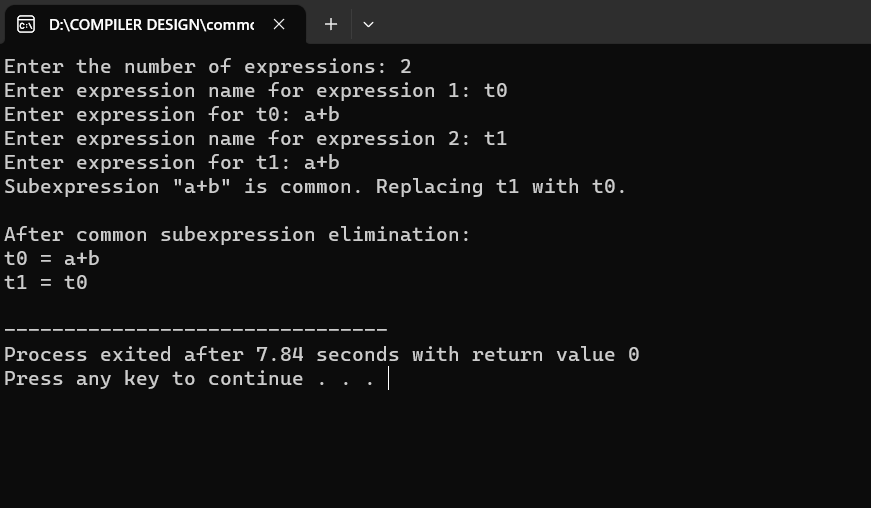 D:\COMPILER DESIGN\commo
Enter the number of expressions: 2
Enter expression name for expression 1: t0
Enter expression for t0: a+b
Enter expression name for expression 2: t1
Enter expression for t1: a+b
Subexpression "a+b" is common. Replacing t1 with t0.
After common subexpression elimination:
t0 = a+b
t1 = t0
--------------------------------
Process exited after 7.84 seconds with return value 0
Press any key to continue . . .